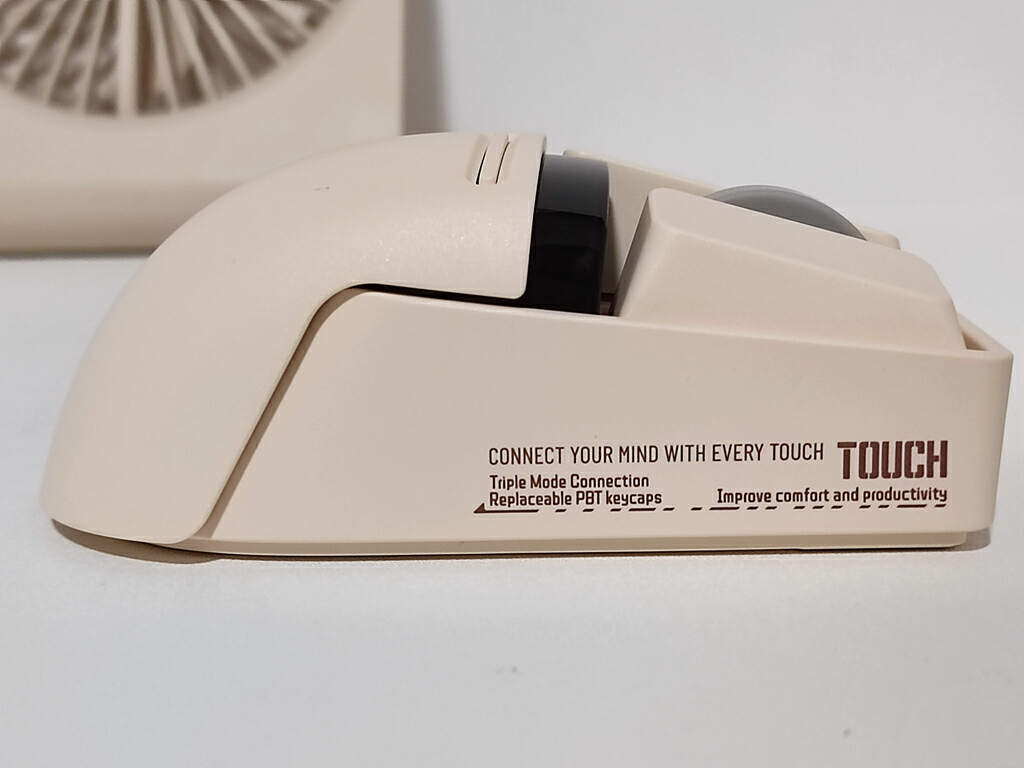 CONNECT YOUR MIND WITH EVERY TOUCH TOUCH
Triple Mode Connection
Replaceable PBT keycaps Improve comfort and productivity